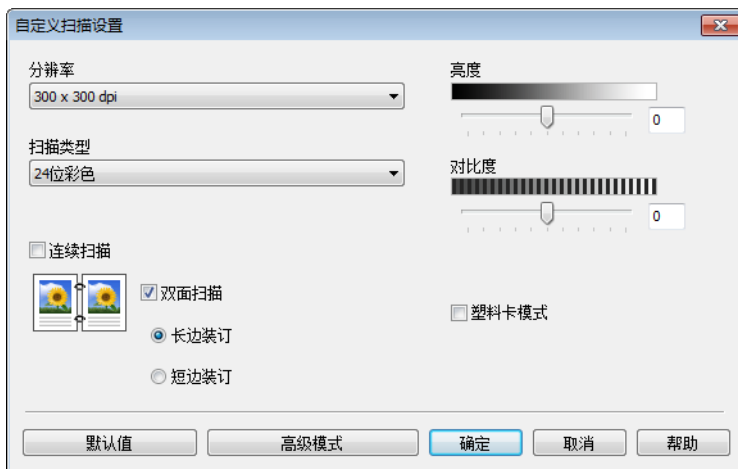 自定义扫描设置
分辨率
300 x 300 dpi
扫描类型
24位彩色
连续扫描
双面扫描
长边装订
短边装订
亮度
0
对比度
0
塑料卡模式
默认值
高级模式
确定
取消
帮助